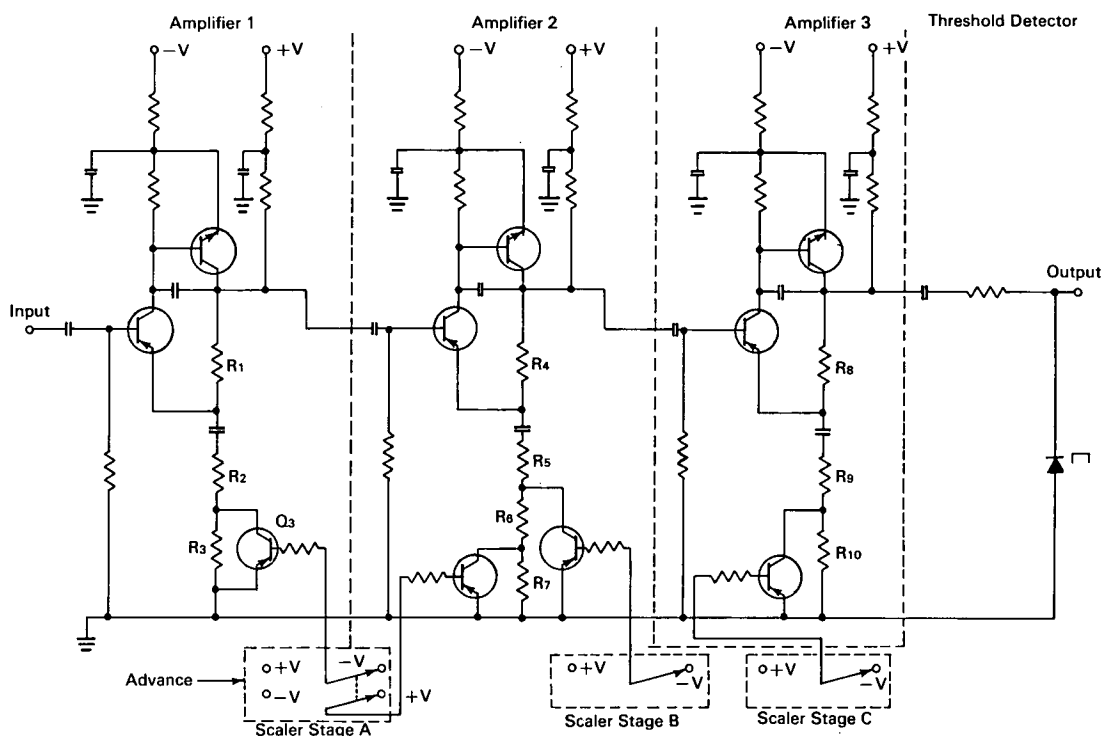 Amplifier 1
Amplifier 2
Amplifier 3
Threshold Detector
−V
+V
−V
+V
−V
+V
Input
Output
R1
R4
R8
R2
R5
R9
Q3
R3
R6
R7
R10
Advance
+V
−V
−V
+V
Scaler Stage A
+V
−V
Scaler Stage B
+V
−V
Scaler Stage C